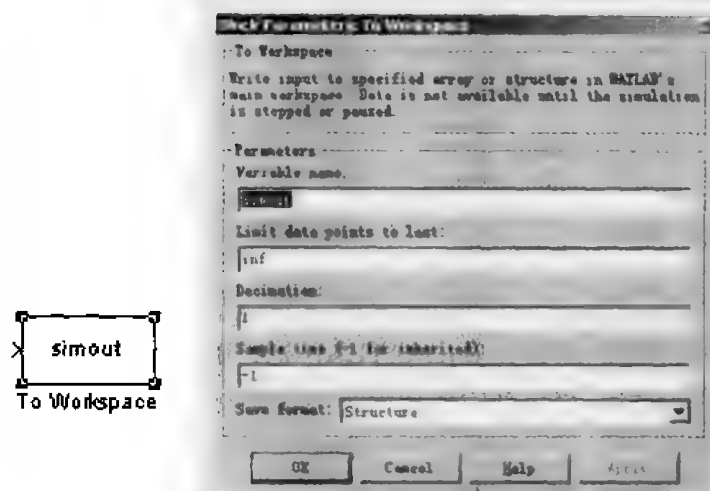 Block Parameters: To Workspace
To Workspace
Write input to specified array or structure in MATLAB's
main workspace. Data is not available until the simulation
is stopped or paused.
Parameters
Variable name:
Limit data points to last:
inf
Decimation:
1
Sample time (-1 for inherited):
-1
Save format: Structure
OK Cancel Help Apply
simout
To Workspace